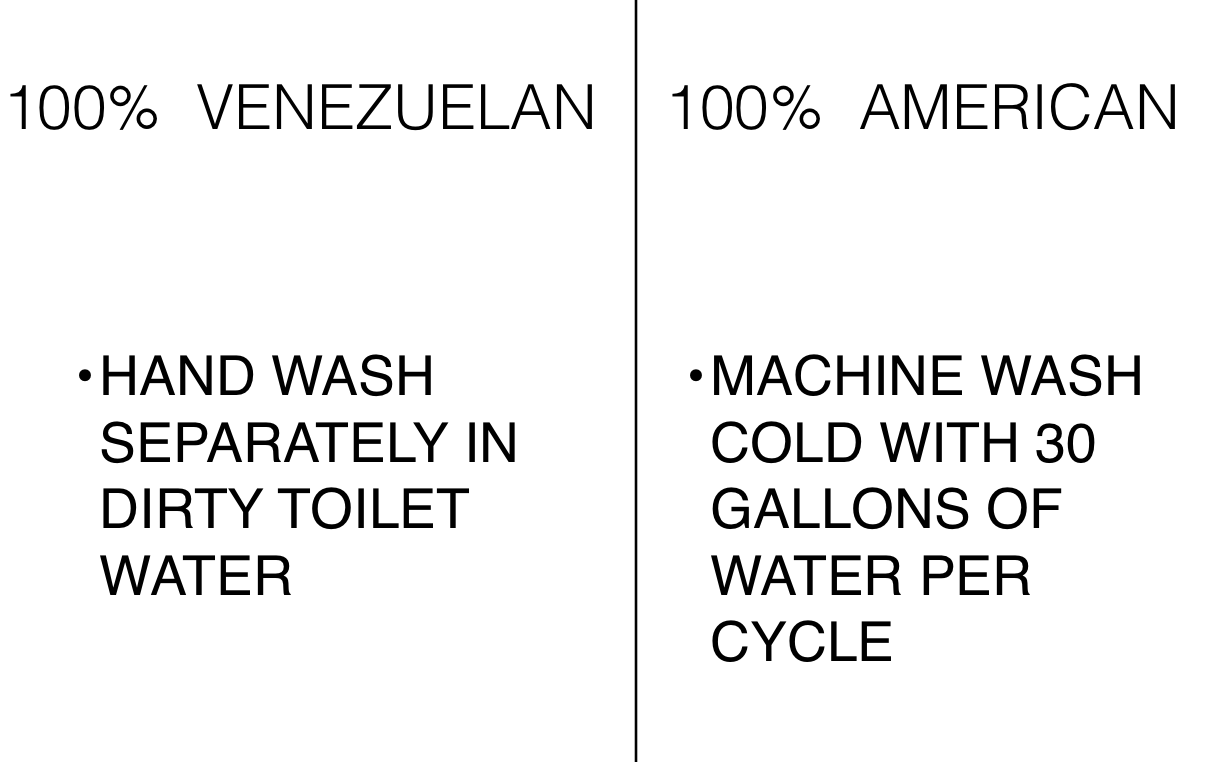 100% VENEZUELAN
• HAND WASH
SEPARATELY IN
DIRTY TOILET
WATER
100% AMERICAN
• MACHINE WASH
COLD WITH 30
GALLONS OF
WATER PER
CYCLE